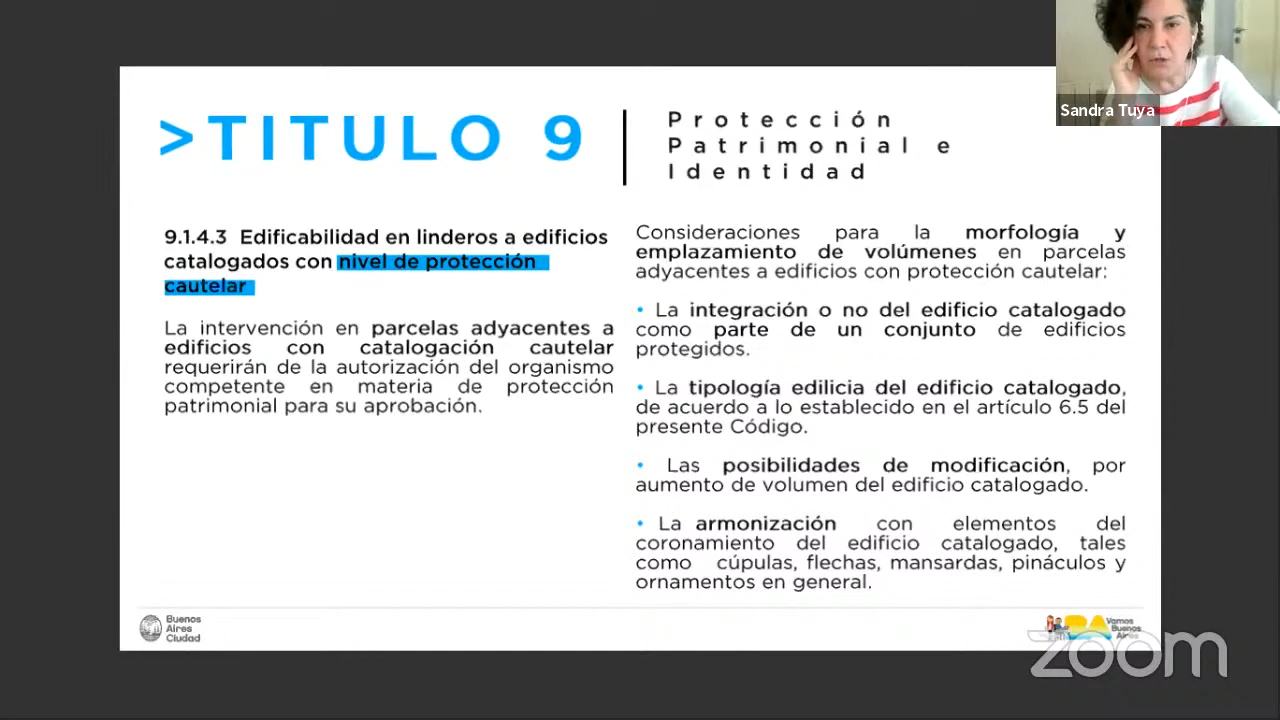 >TITULO 9
Protección
Patrimonial e
Identidad
Sandra Tuya
9.1.4.3 Edificabilidad en linderos a edificios
catalogados con nivel de protección
cautelar
La intervención en parcelas adyacentes a
edificios con catalogación cautelar
requerirán de la autorización del organismo
competente en materia de protección
patrimonial para su aprobación.
Consideraciones para la morfología y
emplazamiento de volúmenes en parcelas
adyacentes a edificios con protección cautelar:
• La integración o no del edificio catalogado
como parte de un conjunto de edificios
protegidos.
• La tipología edilicia del edificio catalogado,
de acuerdo a lo establecido en el artículo 6.5 del
presente Código.
• Las posibilidades de modificación, por
aumento de volumen del edificio catalogado.
• La armonización con elementos del
coronamiento del edificio catalogado, tales
como cúpulas, flechas, mansardas, pináculos y
ornamentos en general.
Buenos
Aires
Ciudad
BA
Vamos
Buenos
Aires
zoom